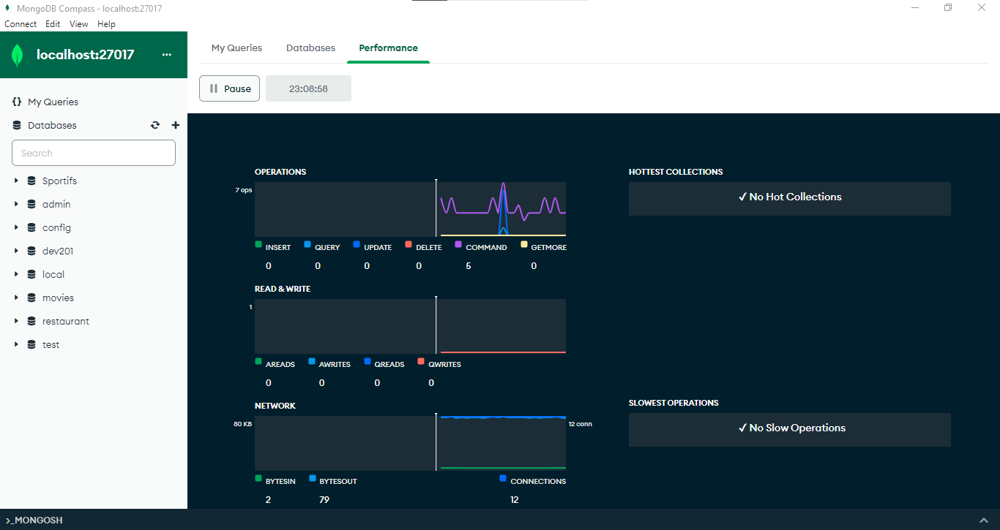 MongoDB Compass - localhost:27017
Connect Edit View Help
localhost:27017
My Queries
Databases
Search
Sportifs
admin
config
dev201
local
movies
restaurant
test
My Queries Databases Performance
Pause 23:08:58
OPERATIONS
7 ops
INSERT QUERY UPDATE DELETE COMMAND GETMORE
0 0 0 0 5 0
READ & WRITE
1
AREADS AWRITES QREADS QWRITES
0 0 0 0
NETWORK
80 KB 12 conn
BYTESIN BYTESOUT CONNECTIONS
2 79 12
HOTTEST COLLECTIONS
✓ No Hot Collections
SLOWEST OPERATIONS
✓ No Slow Operations
>_MONGOSH